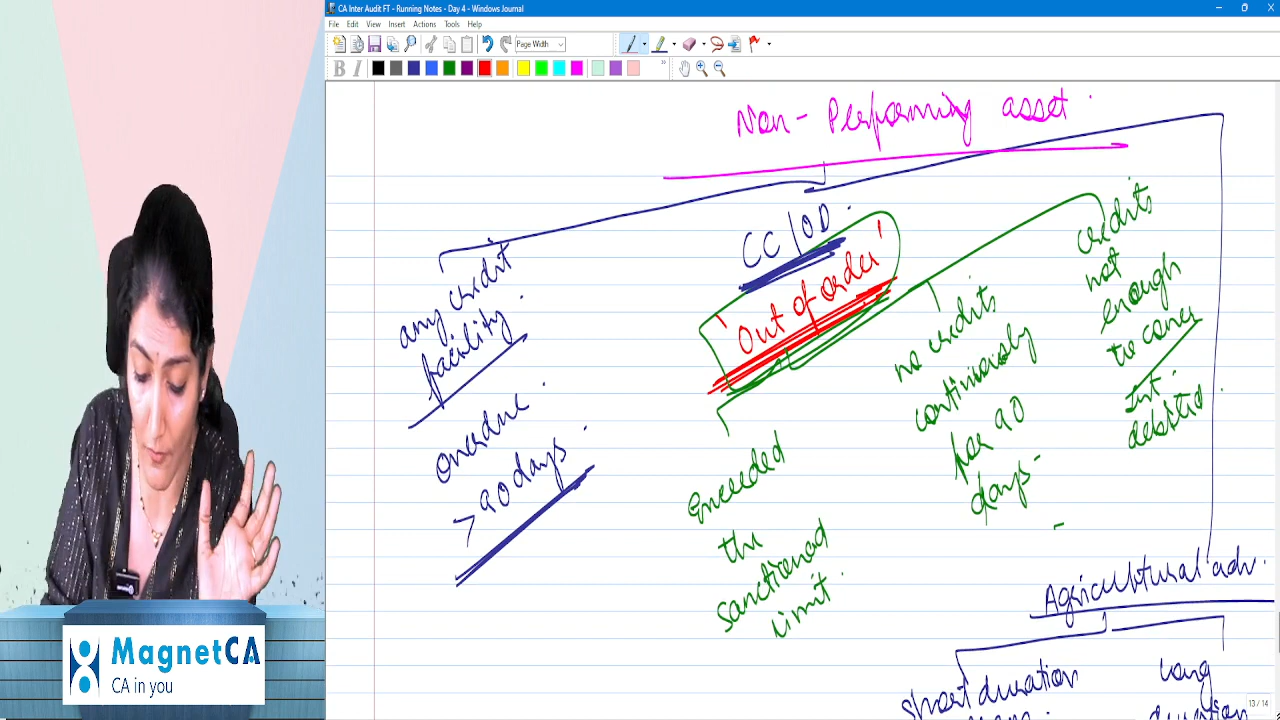 CA Inter Audit FT - Running Notes - Day 4 - Windows Journal
File Edit View Insert Actions Tools Help
Page Width
B I
Non-Performing asset
any credit
facility.
overdue
>90 days.
CC/OD.
'Out of order'
exceeded
the
sanctioned
limit.
no credits
continuously
for 90
days-
credits
not
enough
to cover
Int.
debited.
Agricultural adv.
short duration
long
duration
13 / 14
MagnetCA
CA in you